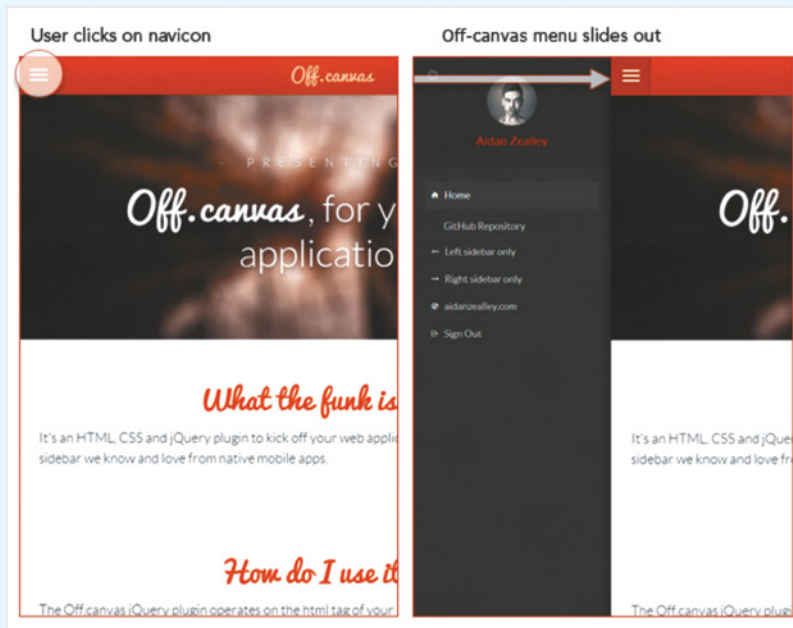 User clicks on navicon
Off.canvas
- PRESENTING
Off.canvas, for y
applicatio
What the funk is
It's an HTML, CSS and jQuery plugin to kick off your web applic
sidebar we know and love from native mobile apps.
How do I use it
The Off.canvas jQuery plugin operates on the html tag of your
Off-canvas menu slides out
Aidan Zealley
Home
GitHub Repository
Left sidebar only
Right sidebar only
aidanzealley.com
Sign Out
Off.
It's an HTML, CSS and jQuer
sidebar we know and love fr
The Off.canvas jQuery plugi